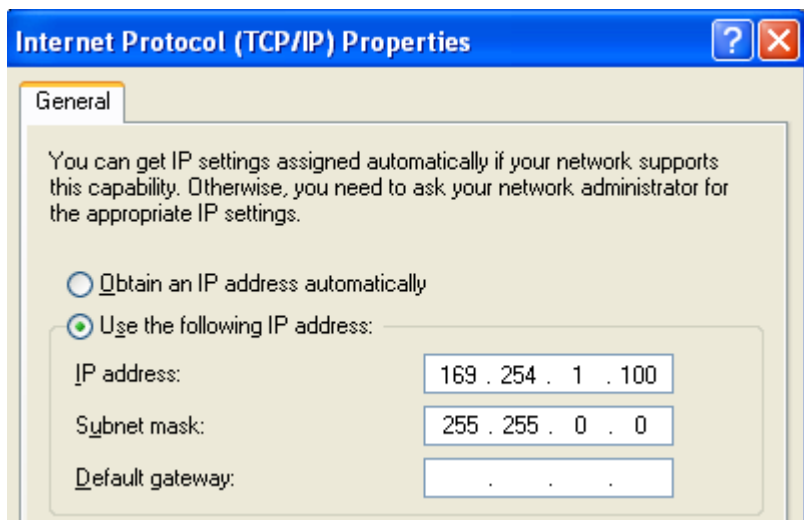 Internet Protocol (TCP/IP) Properties
General
You can get IP settings assigned automatically if your network supports
this capability. Otherwise, you need to ask your network administrator for
the appropriate IP settings.
Obtain an IP address automatically
Use the following IP address:
IP address: 169 . 254 . 1 . 100
Subnet mask: 255 . 255 . 0 . 0
Default gateway: . . .